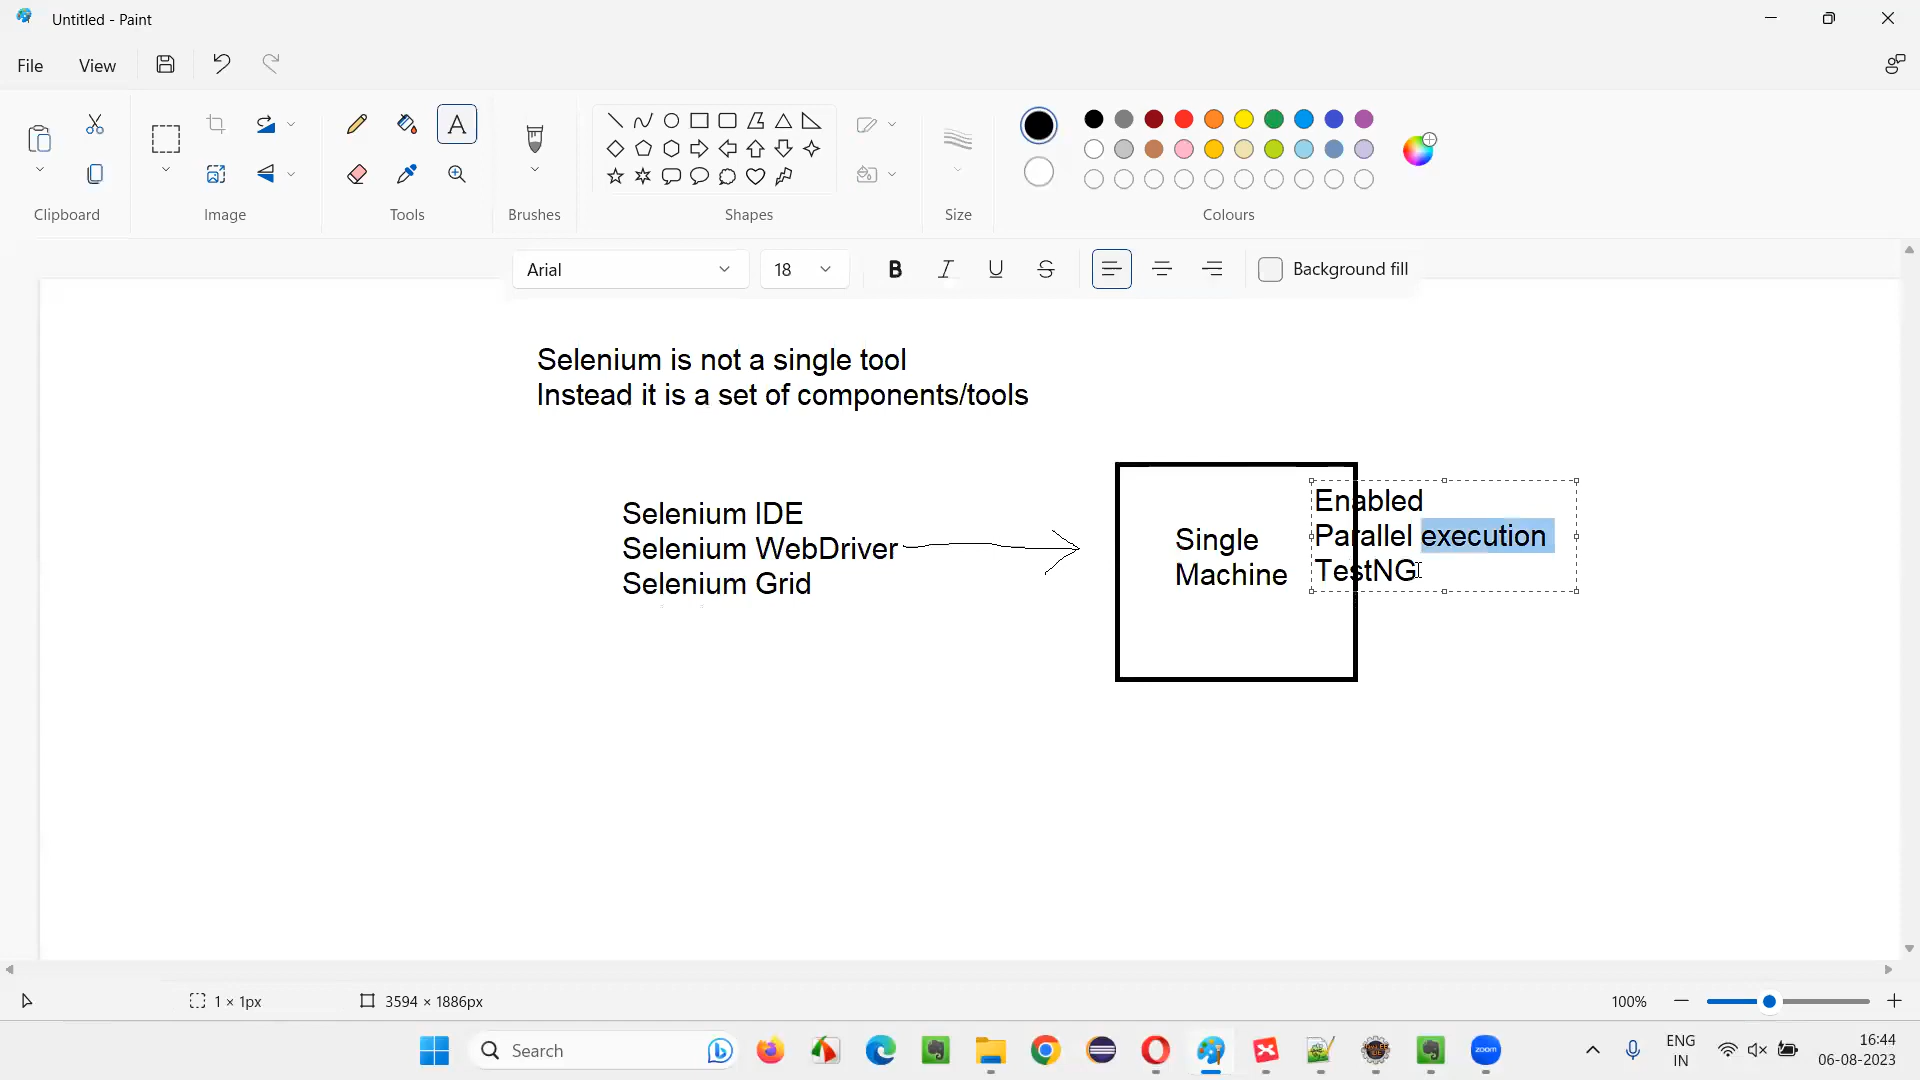 Untitled - Paint
File
View
Clipboard
Image
Tools
Brushes
Shapes
Size
Colours
Arial
18
B
I
U
S
Background fill
Selenium is not a single tool
Instead it is a set of components/tools
Selenium IDE
Selenium WebDriver
Selenium Grid
Single
Machine
Enabled
Parallel execution
TestNG
1 × 1px
3594 × 1886px
100%
Search
zoom
ENG
IN
16:44
06-08-2023